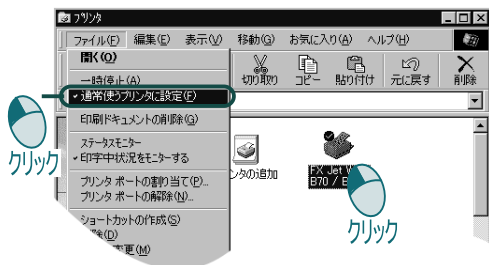 プリンタ
ファイル(F) 編集(E) 表示(V) 移動(G) お気に入り(A) ヘルプ(H)
開く(O)
一時停止(A)
通常使うプリンタに設定(F)
印刷ドキュメントの削除(G)
ステータスモニター
印字中状況をモニターする
プリンタ ポートの割り当て(P)...
プリンタ ポートの解除(N)...
ショートカットの作成(S)
除(D)
変更(M)
切り取り コピー 貼り付け 元に戻す 削除
ンタの追加
FX Jet
B70 / B
クリック
クリック